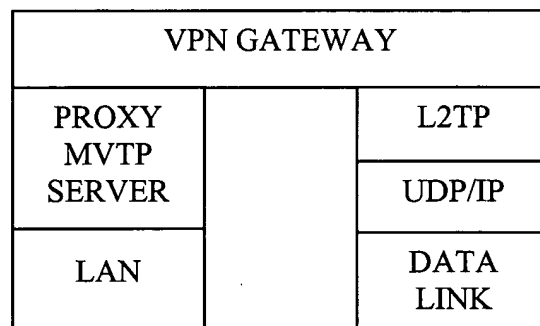 VPN GATEWAY
PROXY
MVTP
SERVER
LAN
L2TP
UDP/IP
DATA
LINK